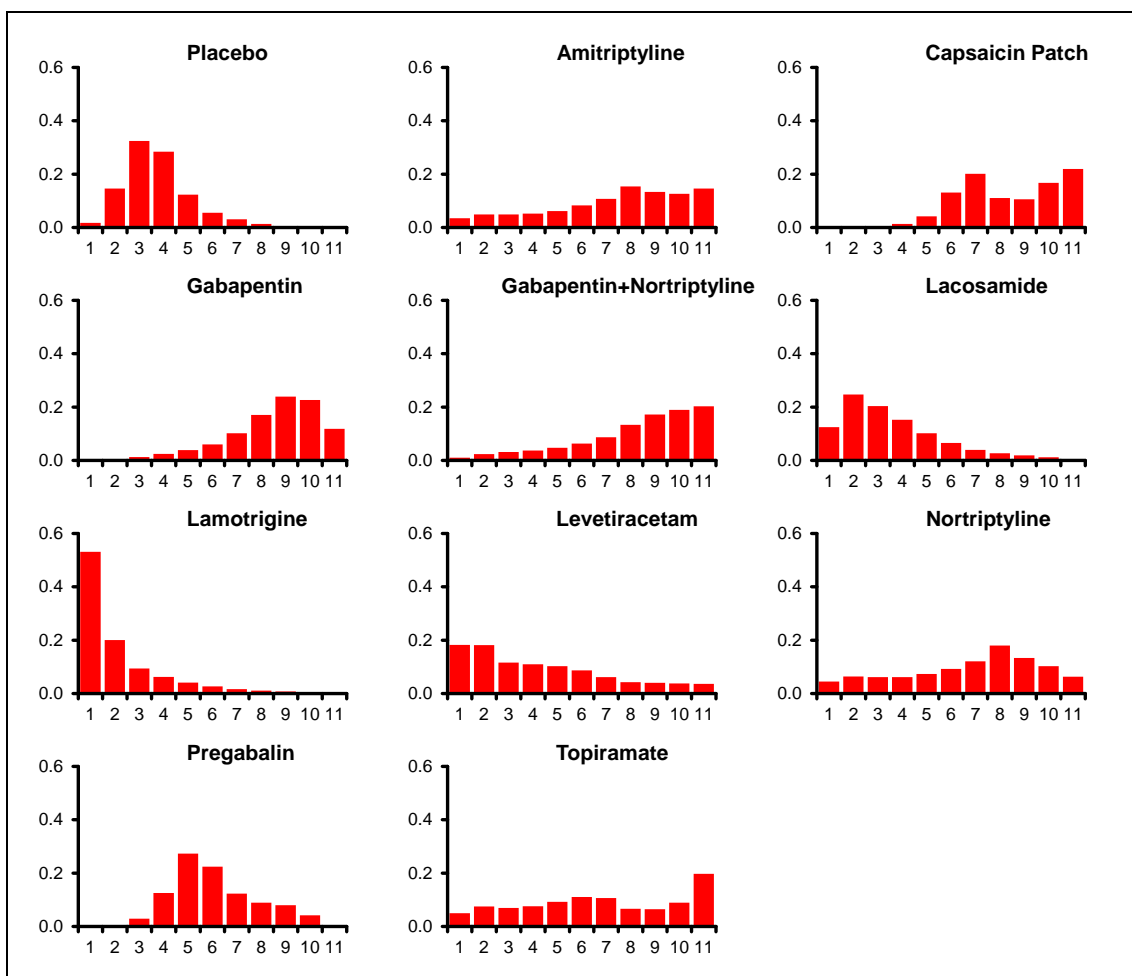 Placebo Amitriptyline Capsaicin Patch
0.6 0.6 0.6
0.4 0.4 0.4
0.2 0.2 0.2
0.0 0.0 0.0
1 2 3 4 5 6 7 8 9 10 11 1 2 3 4 5 6 7 8 9 10 11 1 2 3 4 5 6 7 8 9 10 11
Gabapentin Gabapentin+Nortriptyline Lacosamide
0.6 0.6 0.6
0.4 0.4 0.4
0.2 0.2 0.2
0.0 0.0 0.0
1 2 3 4 5 6 7 8 9 10 11 1 2 3 4 5 6 7 8 9 10 11 1 2 3 4 5 6 7 8 9 10 11
Lamotrigine Levetiracetam Nortriptyline
0.6 0.6 0.6
0.4 0.4 0.4
0.2 0.2 0.2
0.0 0.0 0.0
1 2 3 4 5 6 7 8 9 10 11 1 2 3 4 5 6 7 8 9 10 11 1 2 3 4 5 6 7 8 9 10 11
Pregabalin Topiramate
0.6 0.6
0.4 0.4
0.2 0.2
0.0 0.0
1 2 3 4 5 6 7 8 9 10 11 1 2 3 4 5 6 7 8 9 10 11